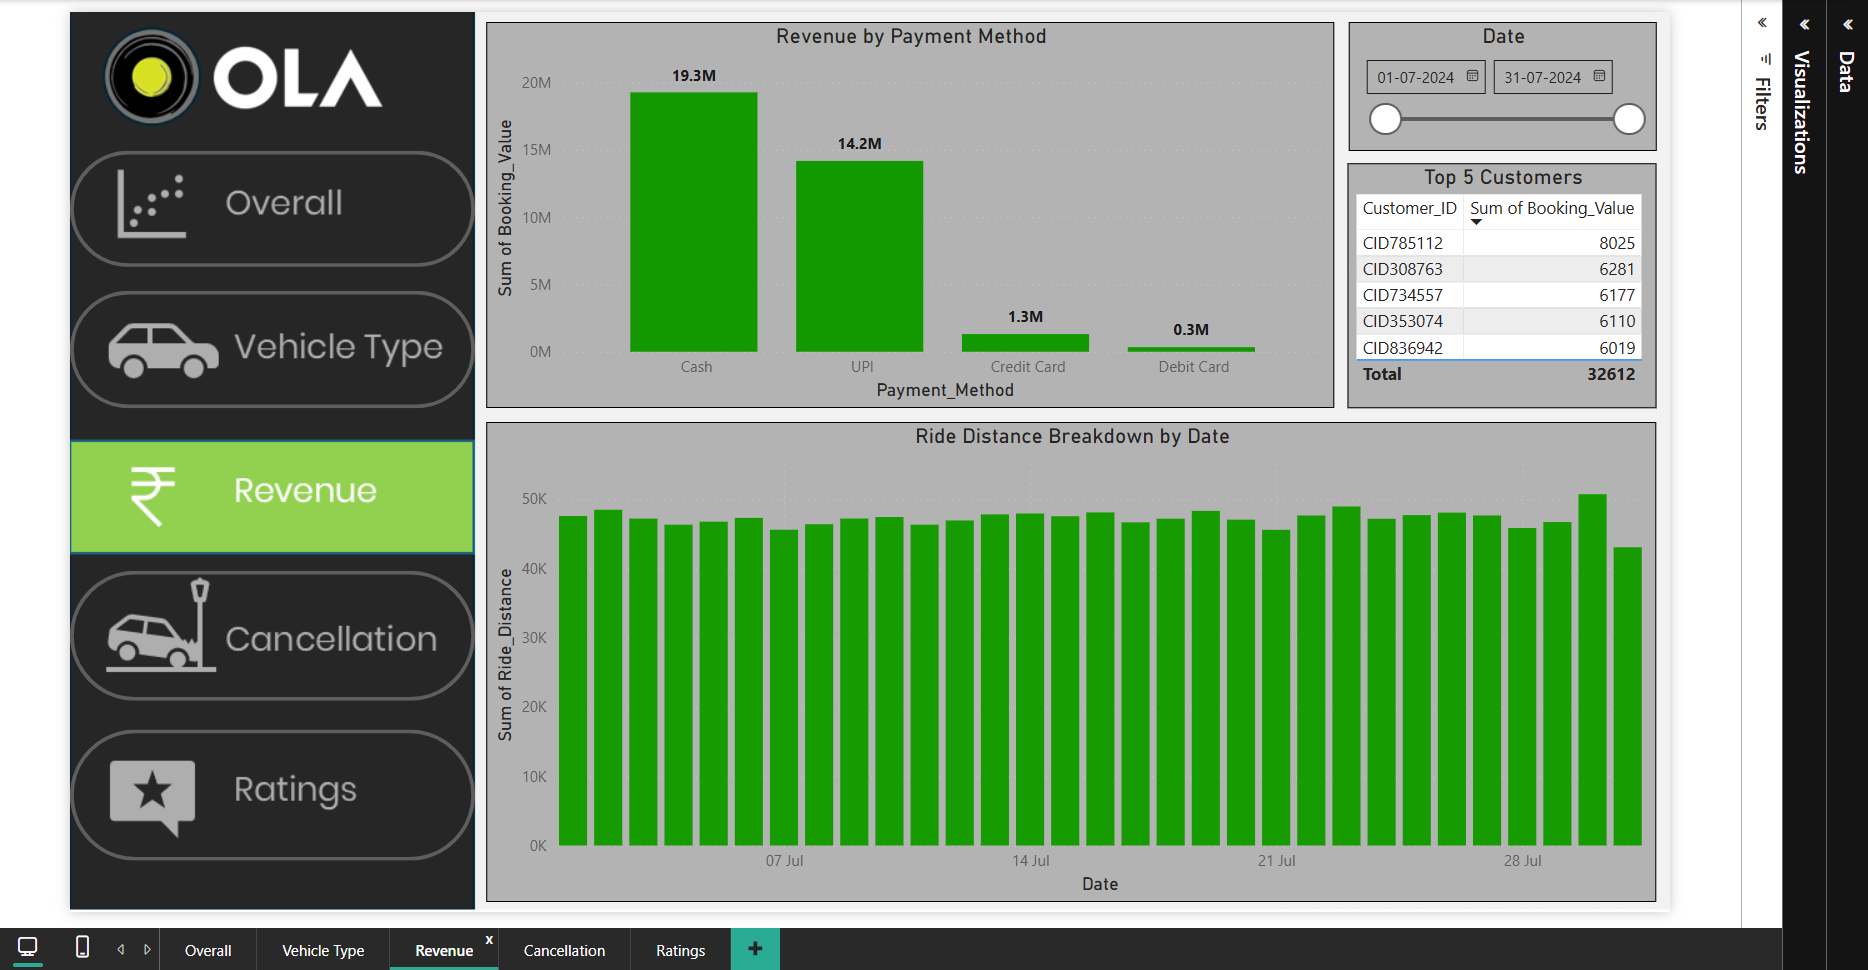 OLA
Overall
Vehicle Type
Revenue
Cancellation
Ratings
Revenue by Payment Method
Sum of Booking_Value
20M
15M
10M
5M
0M
19.3M
14.2M
1.3M
0.3M
Cash UPI Credit Card Debit Card
Payment_Method
Date
01-07-2024 31-07-2024
Top 5 Customers
Customer_ID Sum of Booking_Value
CID785112 8025
CID308763 6281
CID734557 6177
CID353074 6110
CID836942 6019
Total 32612
Ride Distance Breakdown by Date
Sum of Ride_Distance
50K
40K
30K
20K
10K
0K
07 Jul 14 Jul 21 Jul 28 Jul
Date
Filters
Visualizations
Data
Overall Vehicle Type Revenue x Cancellation Ratings +